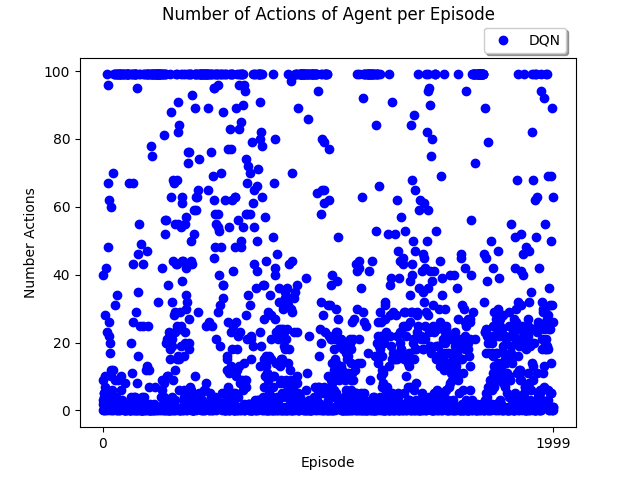 Number of Actions of Agent per Episode
DQN
100
80
60
40
20
0
Number Actions
0
1999
Episode